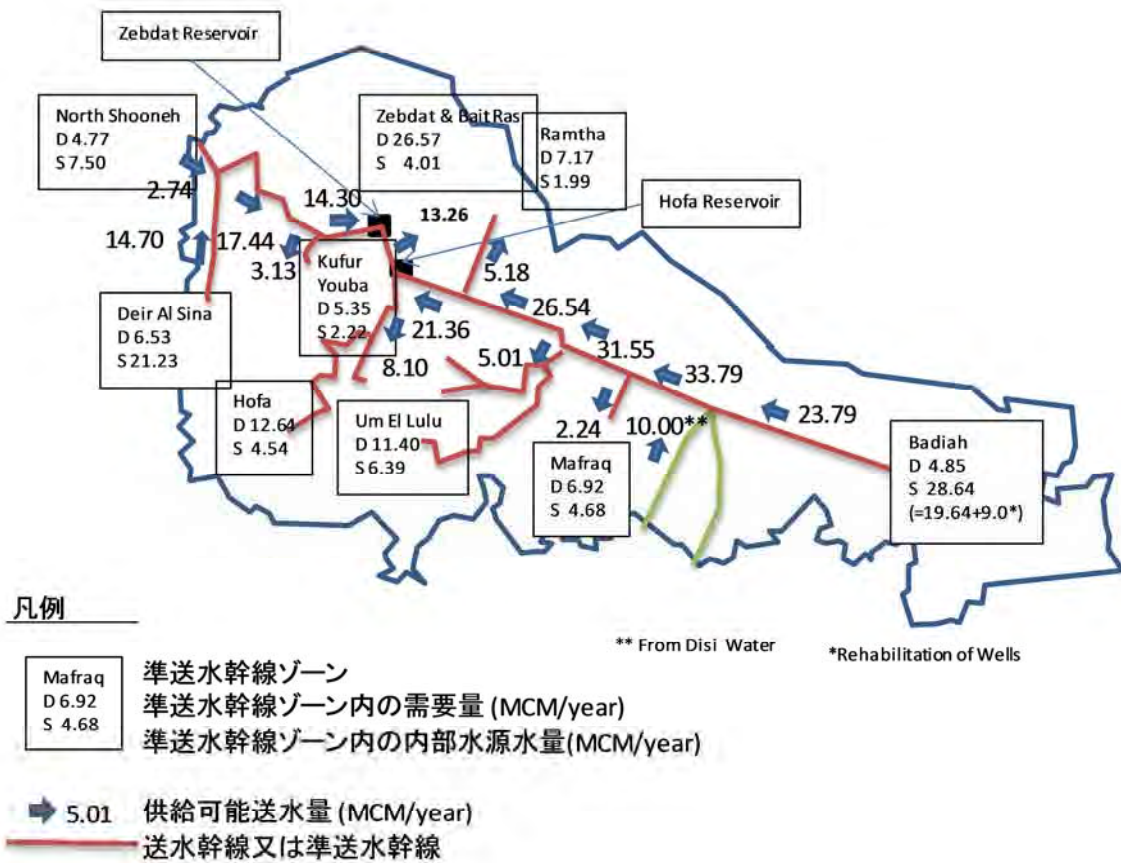 Zebdat Reservoir
North Shooneh
D 4.77
S 7.50
Zebdat & Bait Ras
D 26.57
S 4.01
Ramtha
D 7.17
S 1.99
Hofa Reservoir
2.74
14.30
13.26
14.70
17.44
3.13
Kufur
Youba
D 5.35
S 2.22
5.18
26.54
Deir Al Sina
D 6.53
S 21.23
21.36
31.55
5.01
8.10
33.79
23.79
Hofa
D 12.64
S 4.54
Um El Lulu
D 11.40
S 6.39
2.24
10.00**
Mafraq
D 6.92
S 4.68
Badiah
D 4.85
S 28.64
(=19.64+9.0*)
凡例
** From Disi Water
*Rehabilitation of Wells
Mafraq
D 6.92
S 4.68
準送水幹線ゾーン
準送水幹線ゾーン内の需要量 (MCM/year)
準送水幹線ゾーン内の内部水源水量(MCM/year)
5.01 供給可能送水量 (MCM/year)
送水幹線又は準送水幹線